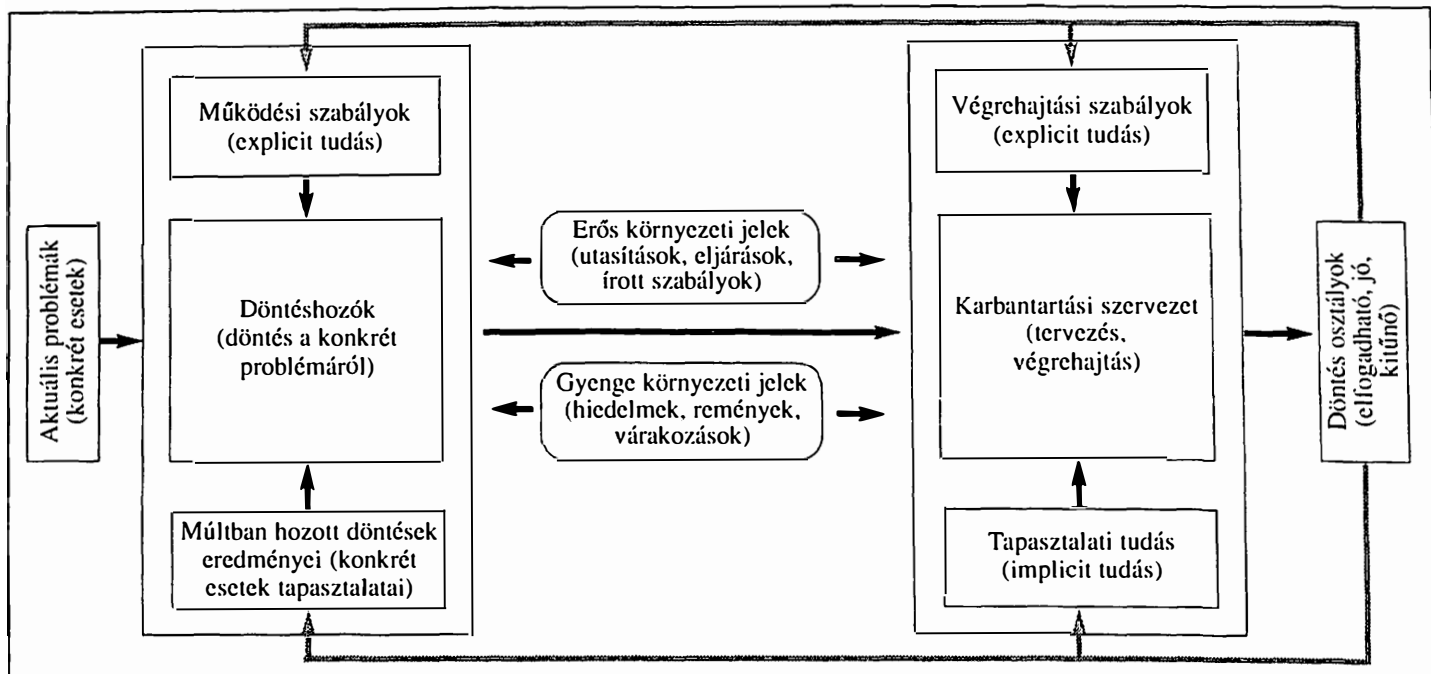 Aktuális problémák
(konkrét esetek)
Működési szabályok
(explicit tudás)
Döntéshozók
(döntés a konkrét
problémáról)
Múltban hozott döntések
eredményei (konkrét
esetek tapasztalatai)
Erős környezeti jelek
(utasítások, eljárások,
írott szabályok)
Gyenge környezeti jelek
(hiedelmek, remények,
várakozások)
Végrehajtási szabályok
(explicit tudás)
Karbantartási szervezet
(tervezés,
végrehajtás)
Tapasztalati tudás
(implicit tudás)
Döntés osztályok
(elfogadható, jó,
kitűnő)